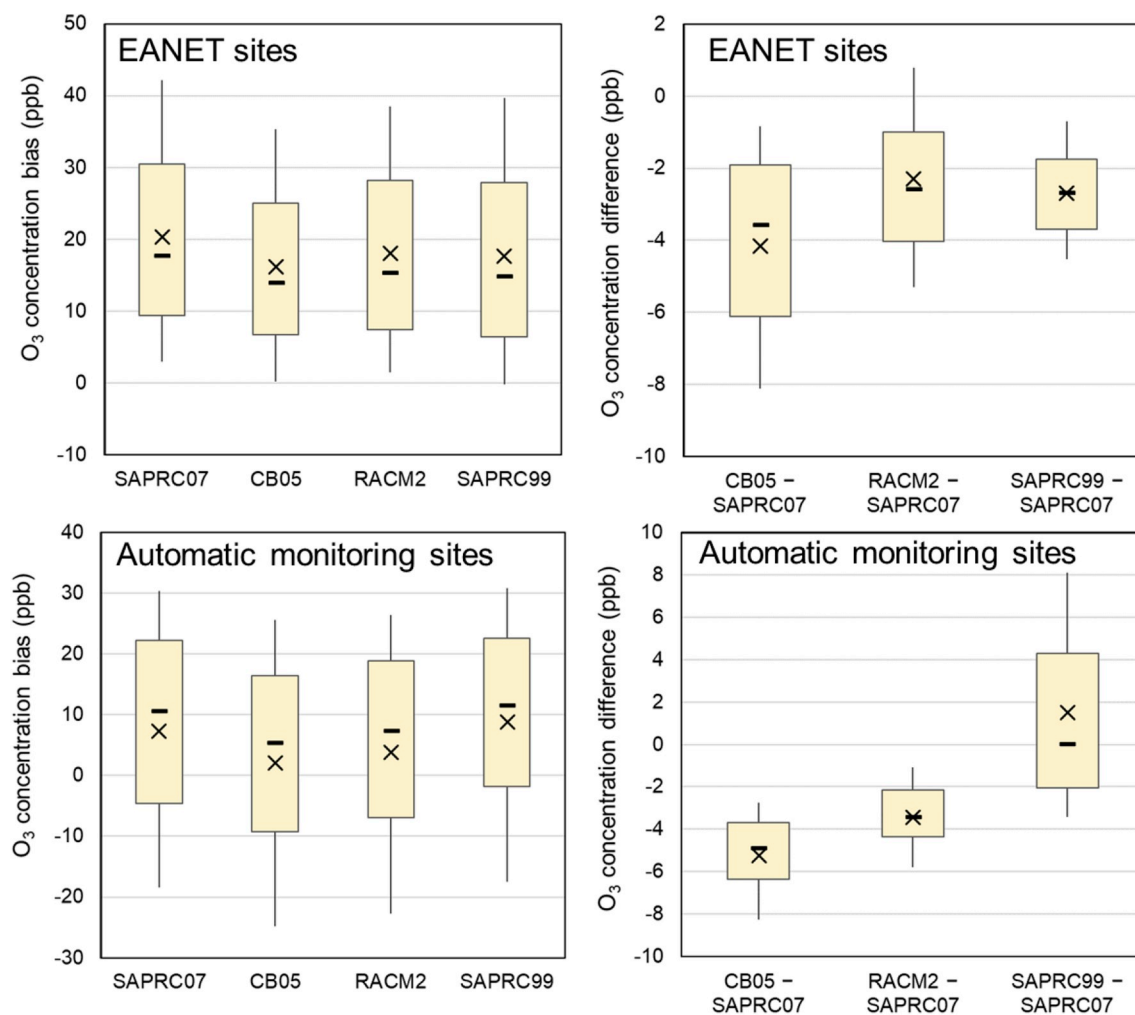 EANET sites
O3 concentration bias (ppb)
50
40
30
20
10
0
-10
SAPRC07 CB05 RACM2 SAPRC99
EANET sites
O3 concentration difference (ppb)
2
0
-2
-4
-6
-8
-10
CB05 − RACM2 − SAPRC99 −
SAPRC07 SAPRC07 SAPRC07
Automatic monitoring sites
O3 concentration bias (ppb)
40
30
20
10
0
-10
-20
-30
SAPRC07 CB05 RACM2 SAPRC99
Automatic monitoring sites
O3 concentration difference (ppb)
10
8
6
4
2
0
-2
-4
-6
-8
-10
CB05 − RACM2 − SAPRC99 −
SAPRC07 SAPRC07 SAPRC07